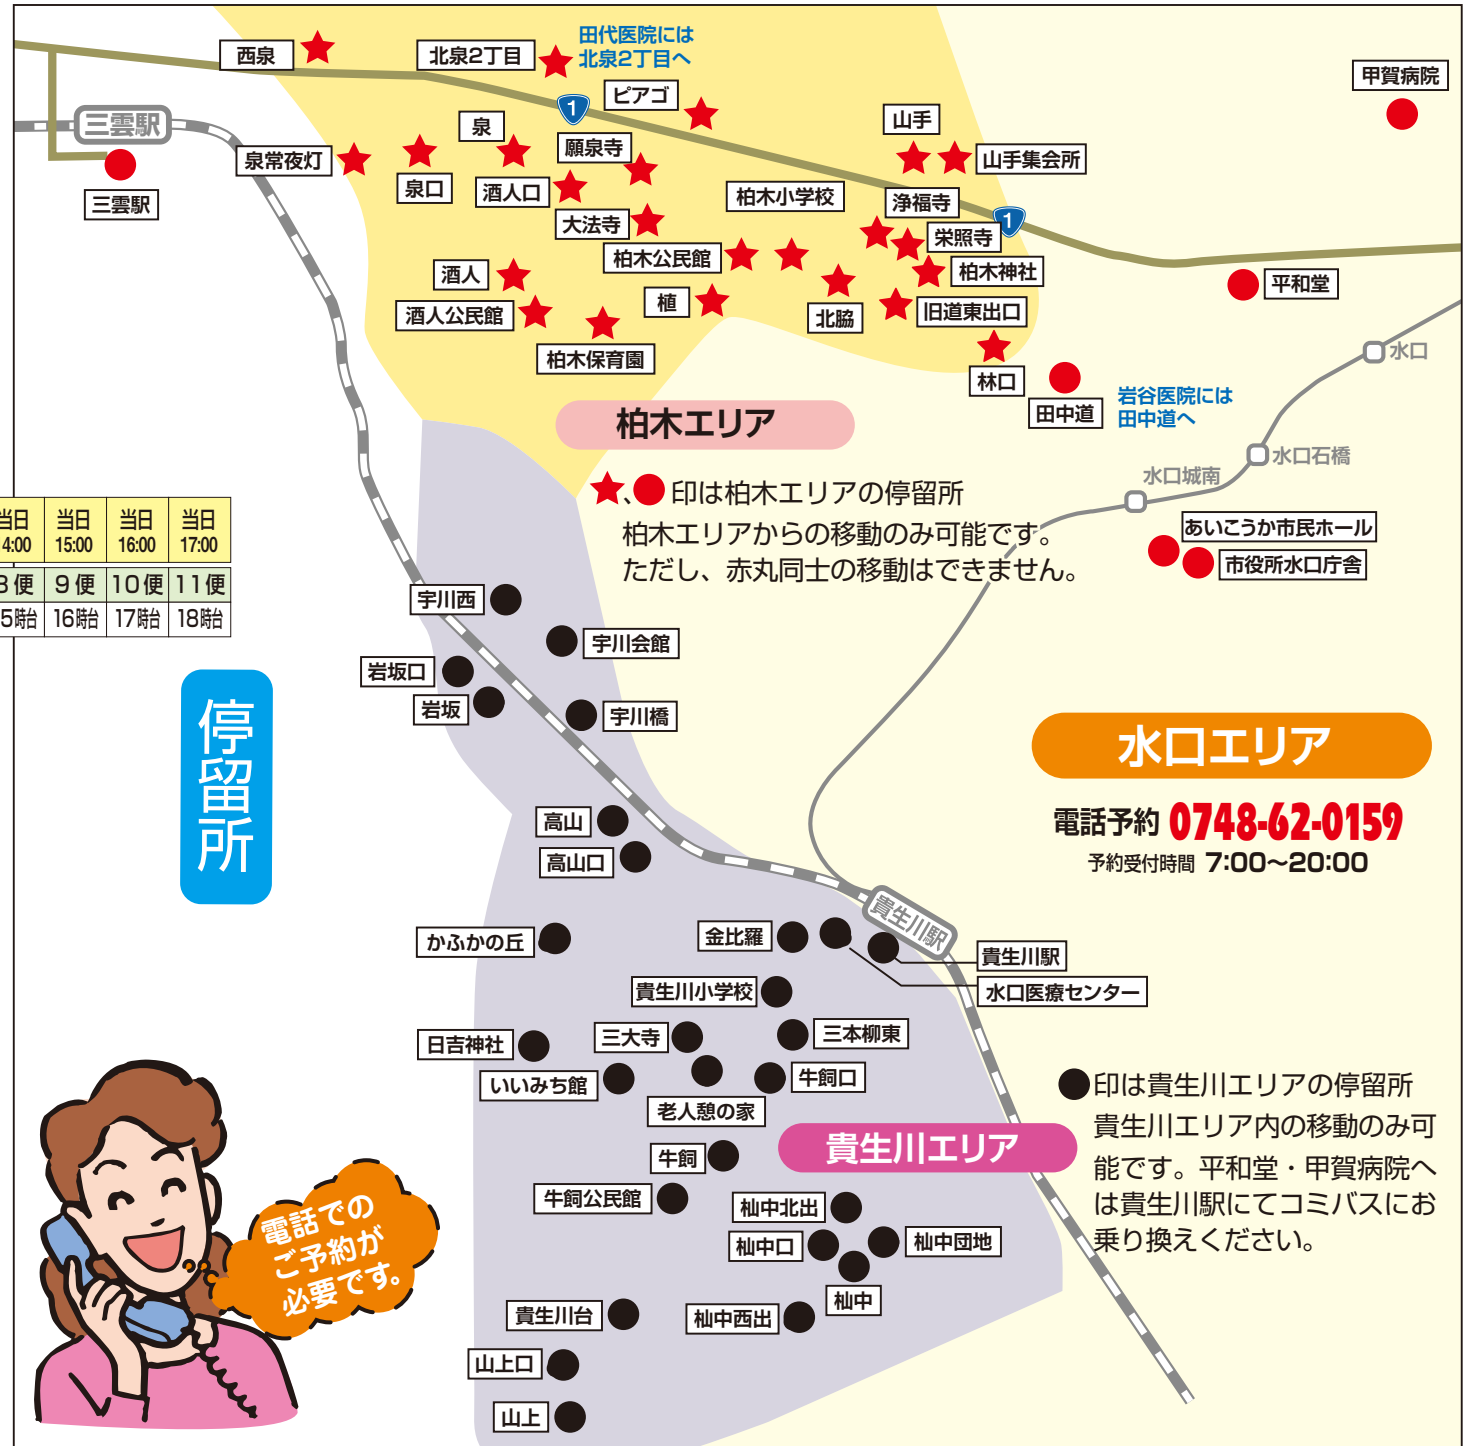 西泉
北泉2丁目
田代医院には
北泉2丁目へ
ピアゴ
甲賀病院
1
三雲駅
三雲駅
泉
願泉寺
山手
山手集会所
泉常夜灯
泉口
酒人口
柏木小学校
浄福寺
1
大法寺
栄照寺
柏木公民館
柏木神社
酒人
平和堂
植
酒人公民館
北脇
旧道東出口
柏木保育園
水口
林口
田中道
岩谷医院には
田中道へ
柏木エリア
水口石橋
水口城南
★、●印は柏木エリアの停留所
柏木エリアからの移動のみ可能です。
ただし、赤丸同士の移動はできません。
あいこうか市民ホール
市役所水口庁舎
当日 当日 当日 当日
4:00 15:00 16:00 17:00
8便 9便 10便 11便
5時台 16時台 17時台 18時台
宇川西
宇川会館
岩坂口
岩坂
宇川橋
停留所
水口エリア
電話予約 0748-62-0159
予約受付時間 7:00〜20:00
高山
高山口
貴生川駅
かふかの丘
金比羅
貴生川駅
水口医療センター
貴生川小学校
日吉神社
三大寺
三本柳東
いいみち館
牛飼口
老人憩の家
●印は貴生川エリアの停留所
貴生川エリア内の移動のみ可
能です。平和堂・甲賀病院へ
は貴生川駅にてコミバスにお
乗り換えください。
貴生川エリア
牛飼
牛飼公民館
杣中北出
杣中口
杣中団地
杣中
貴生川台
杣中西出
山上口
山上
電話での
ご予約が
必要です。